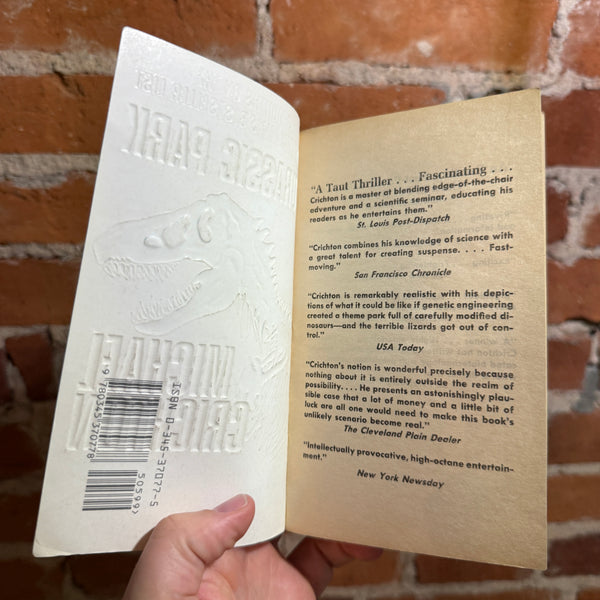 JURASSIC PARK
MICHAEL
CRICHTON
ISBN 0-345-37077-5
9 780345 370778
50599>
"A Taut Thriller . . . Fascinating . . .
Crichton is a master at blending edge-of-the-chair
adventure and a scientific seminar, educating his
readers as he entertains them."
St. Louis Post-Dispatch
"Crichton combines his knowledge of science with
a great talent for creating suspense. . . . Fast-
moving."
San Francisco Chronicle
"Crichton is remarkably realistic with his depic-
tions of what it could be like if genetic engineering
created a theme park full of carefully modified di-
nosaurs—and the terrible lizards got out of con-
trol."
USA Today
"Crichton's notion is wonderful precisely because
nothing about it is entirely outside the realm of
possibility.... He presents an astonishingly plau-
sible case that a lot of money and a little bit of
luck are all one would need to make this book's
unlikely scenario become real."
The Cleveland Plain Dealer
"Intellectually provocative, high-octane entertain-
ment."
New York Newsday